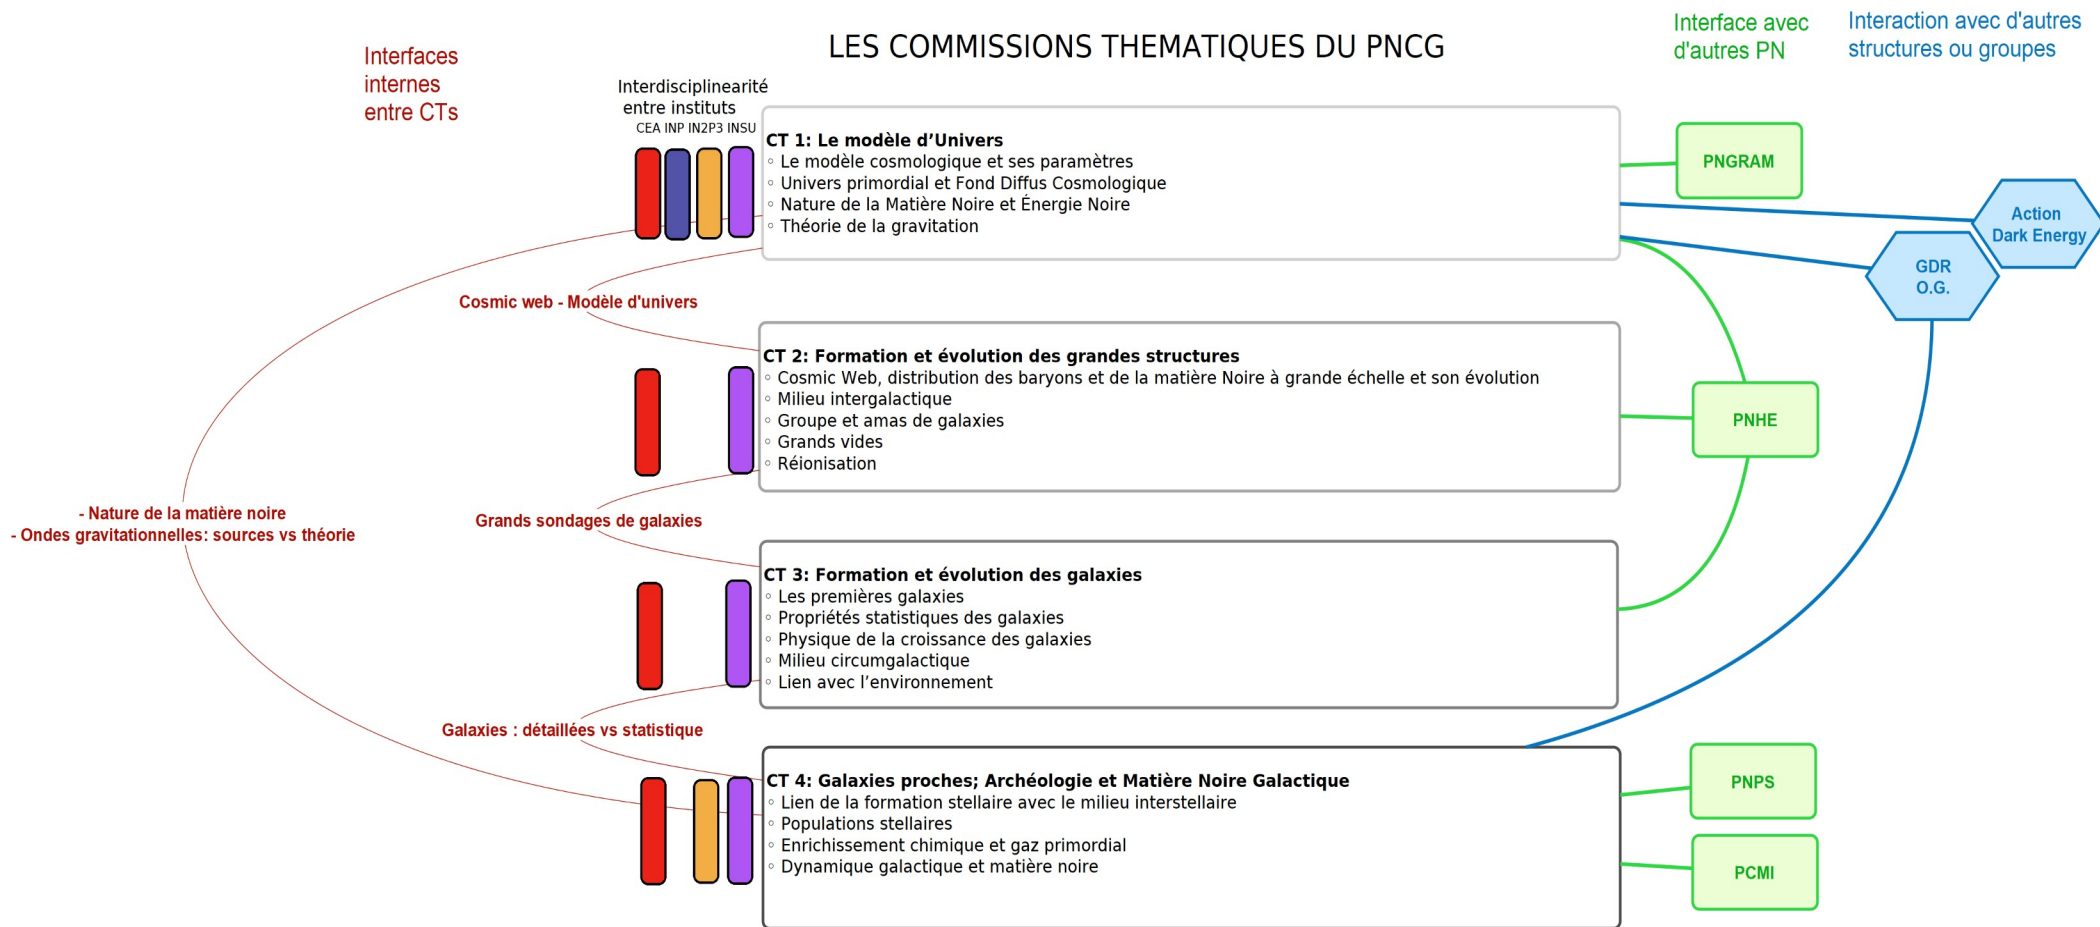 LES COMMISSIONS THEMATIQUES DU PNCG
Interfaces
internes
entre CTs
Interdisciplinearité
entre instituts
CEA INP IN2P3 INSU
Interface avec
d'autres PN
Interaction avec d'autres
structures ou groupes
CT 1: Le modèle d’Univers
◦ Le modèle cosmologique et ses paramètres
◦ Univers primordial et Fond Diffus Cosmologique
◦ Nature de la Matière Noire et Énergie Noire
◦ Théorie de la gravitation
PNGRAM
Action
Dark Energy
GDR
O.G.
Cosmic web - Modèle d'univers
CT 2: Formation et évolution des grandes structures
◦ Cosmic Web, distribution des baryons et de la matière Noire à grande échelle et son évolution
◦ Milieu intergalactique
◦ Groupe et amas de galaxies
◦ Grands vides
◦ Réionisation
PNHE
- Nature de la matière noire
- Ondes gravitationnelles: sources vs théorie
Grands sondages de galaxies
CT 3: Formation et évolution des galaxies
◦ Les premières galaxies
◦ Propriétés statistiques des galaxies
◦ Physique de la croissance des galaxies
◦ Milieu circumgalactique
◦ Lien avec l’environnement
Galaxies : détaillées vs statistique
CT 4: Galaxies proches; Archéologie et Matière Noire Galactique
◦ Lien de la formation stellaire avec le milieu interstellaire
◦ Populations stellaires
◦ Enrichissement chimique et gaz primordial
◦ Dynamique galactique et matière noire
PNPS
PCMI